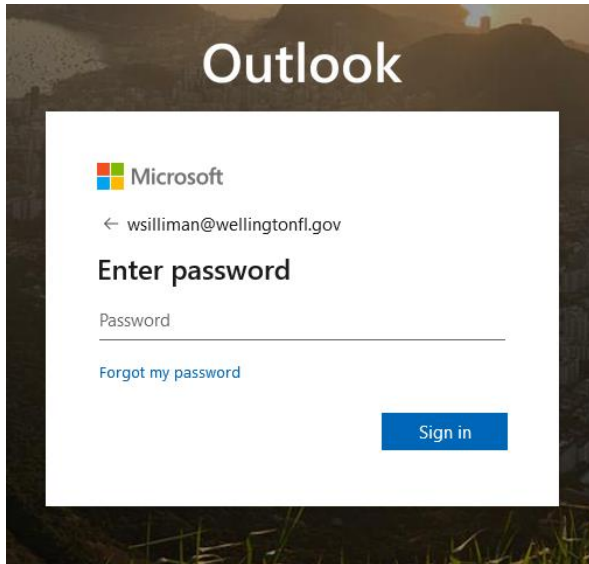 Outlook
Microsoft
← wsilliman@wellingtonfl.gov
Enter password
Password
Forgot my password
Sign in